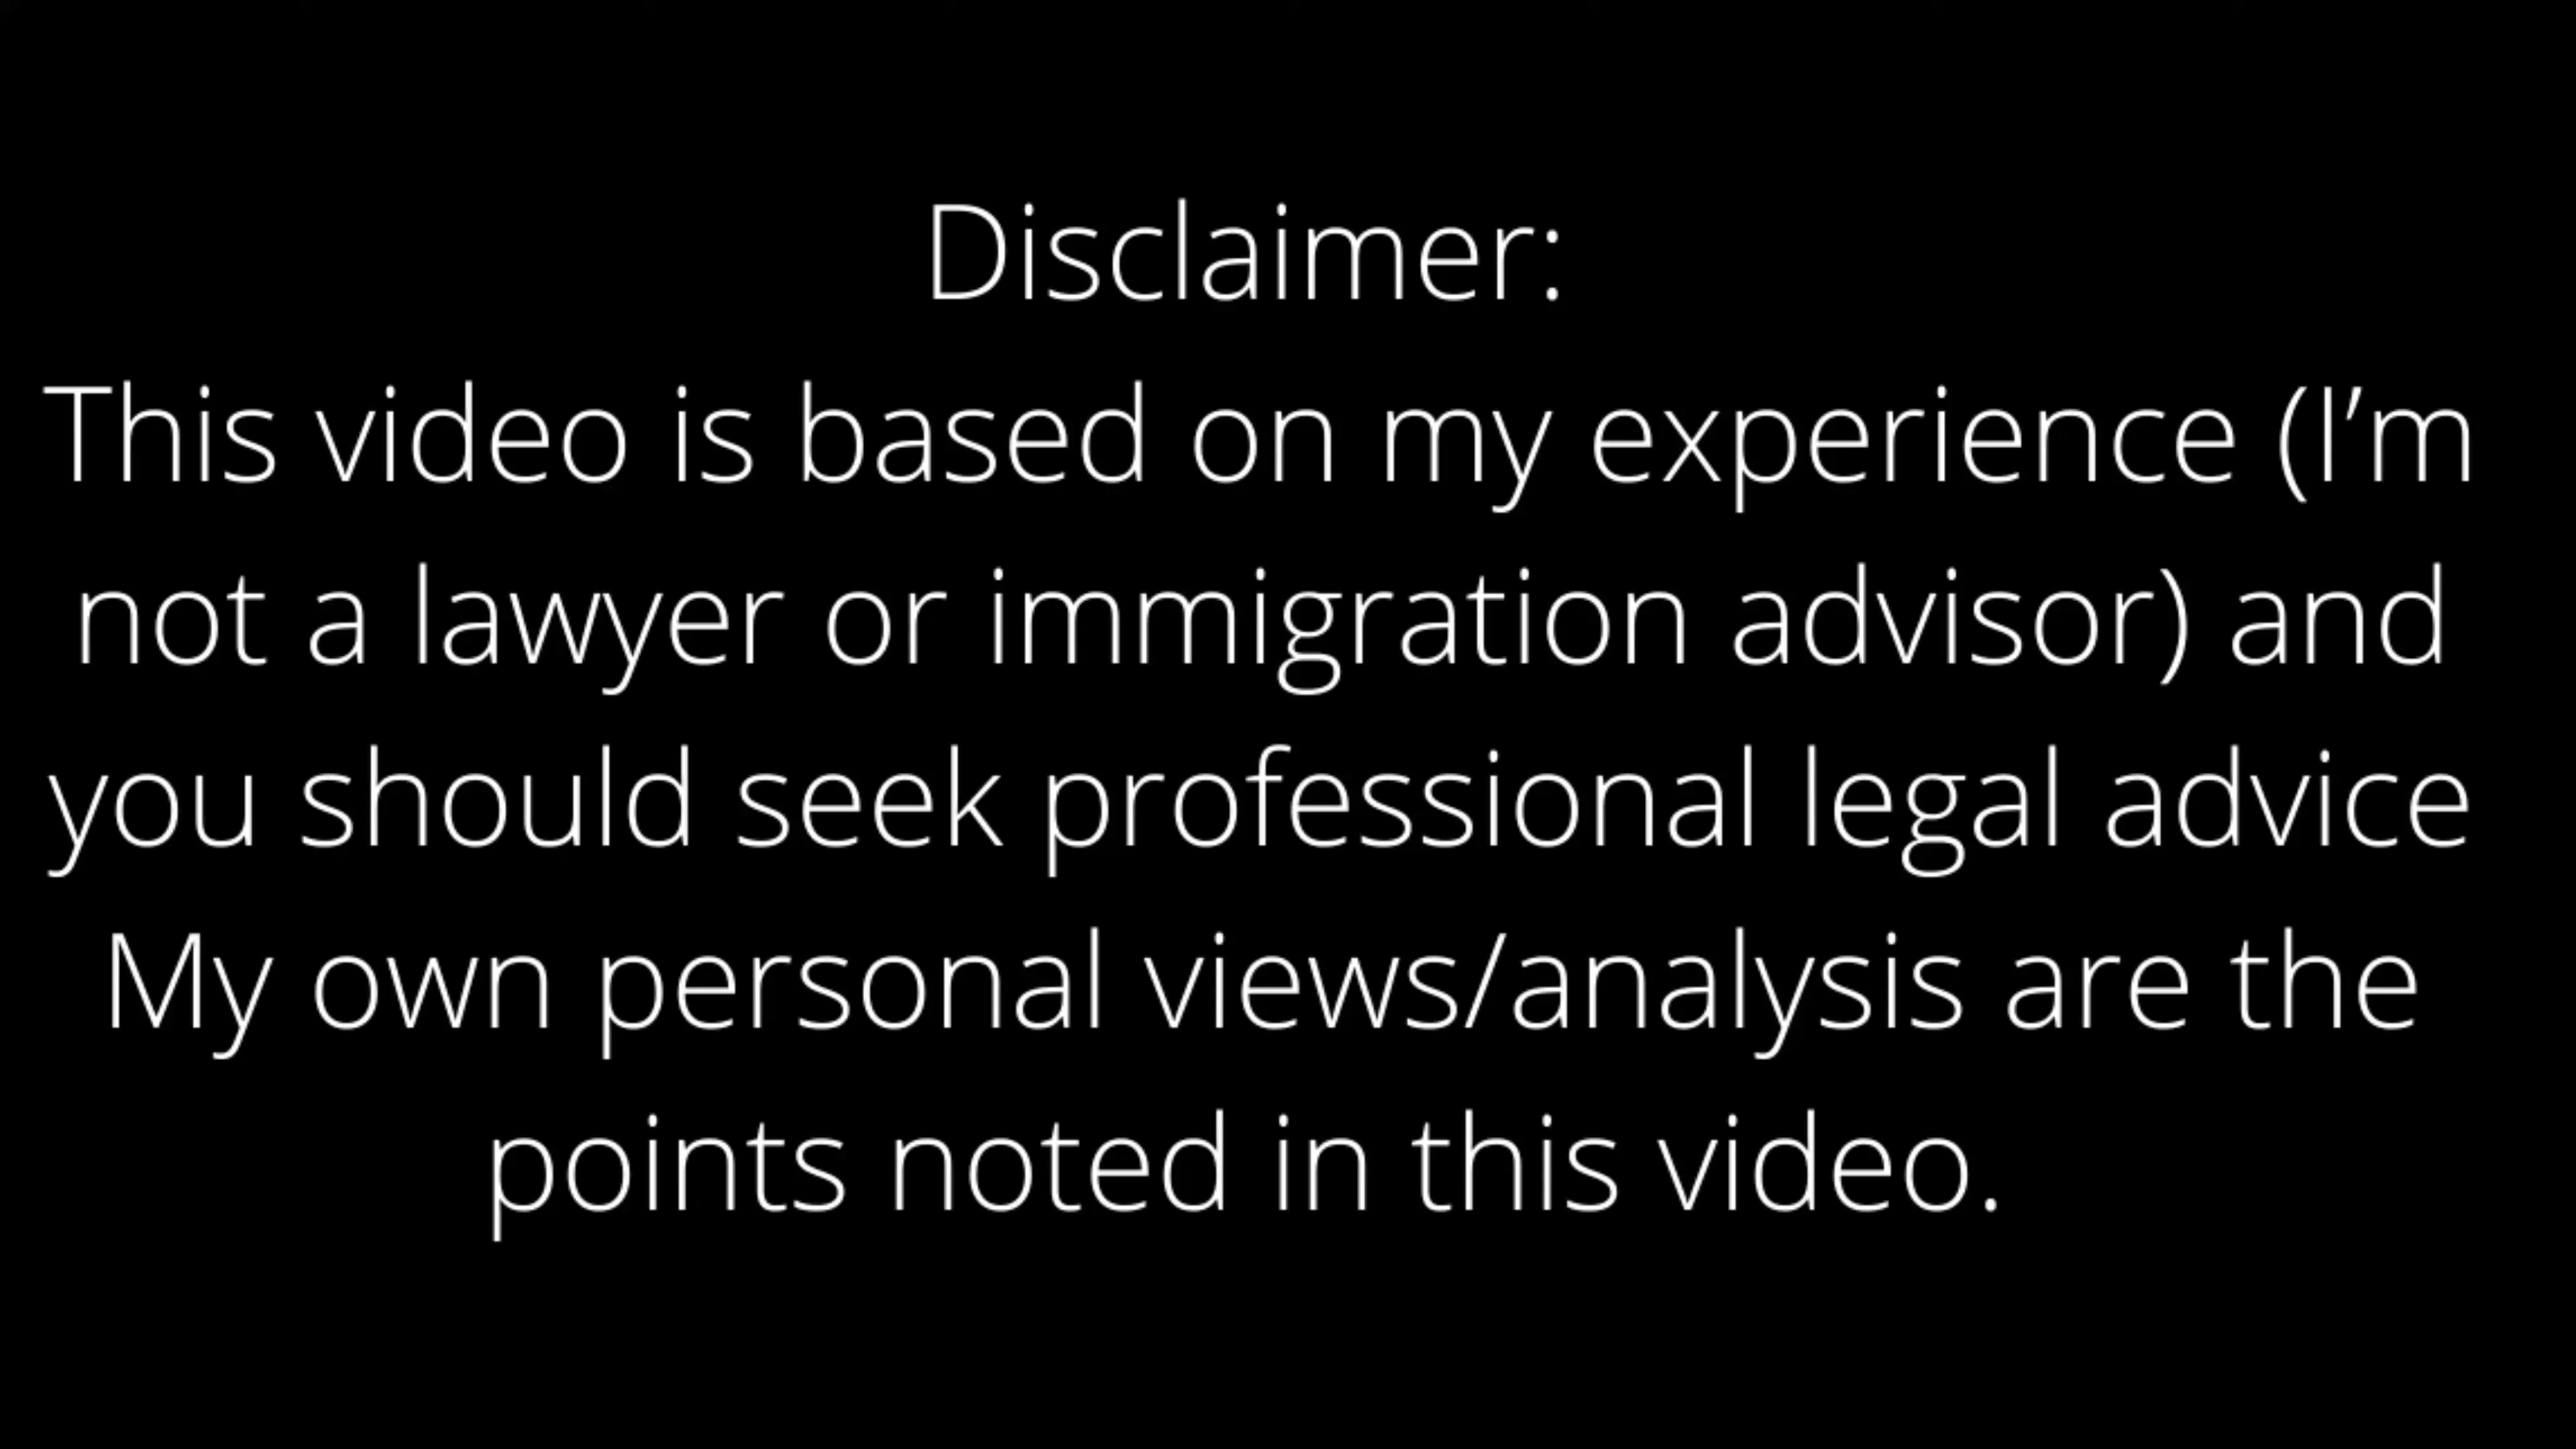 Disclaimer:
This video is based on my experience (I’m
not a lawyer or immigration advisor) and
you should seek professional legal advice
My own personal views/analysis are the
points noted in this video.